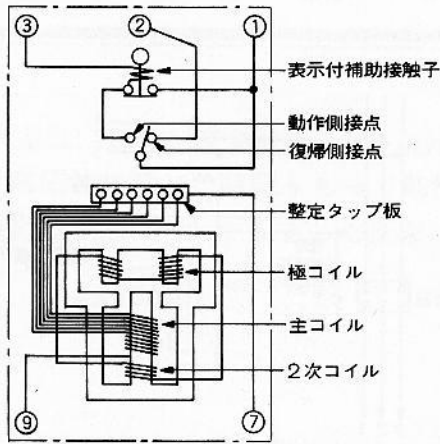 ③ ② ①
表示付補助接触子
動作側接点
復帰側接点
整定タップ板
極コイル
主コイル
2次コイル
⑨ ⑦